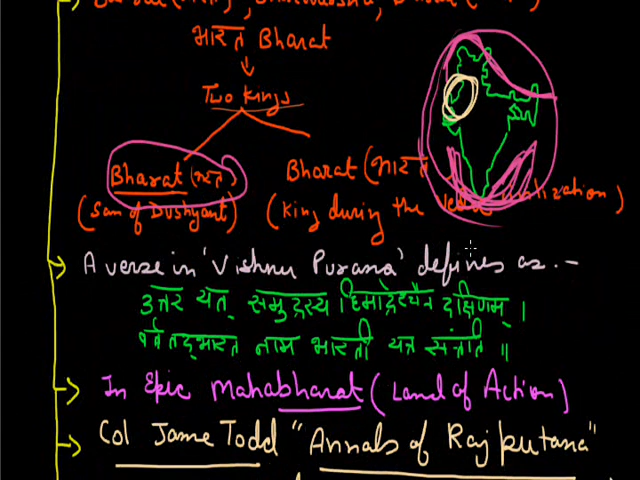 भारत Bharat
Two Kings
Bharat (भरत) Bharat (भारत
(Son of Dushyant) (King during the
A verse in 'Vishnu Purana' defines as :-
उत्तर यत् समुद्रस्य हिमाद्रेश्चैव दक्षिणम् ।
वर्ष तद्भारत नाम भारती यत्र संतति ॥
In Epic Mahabharat (Land of Action)
Col Jame Todd "Annals of Rajputana"